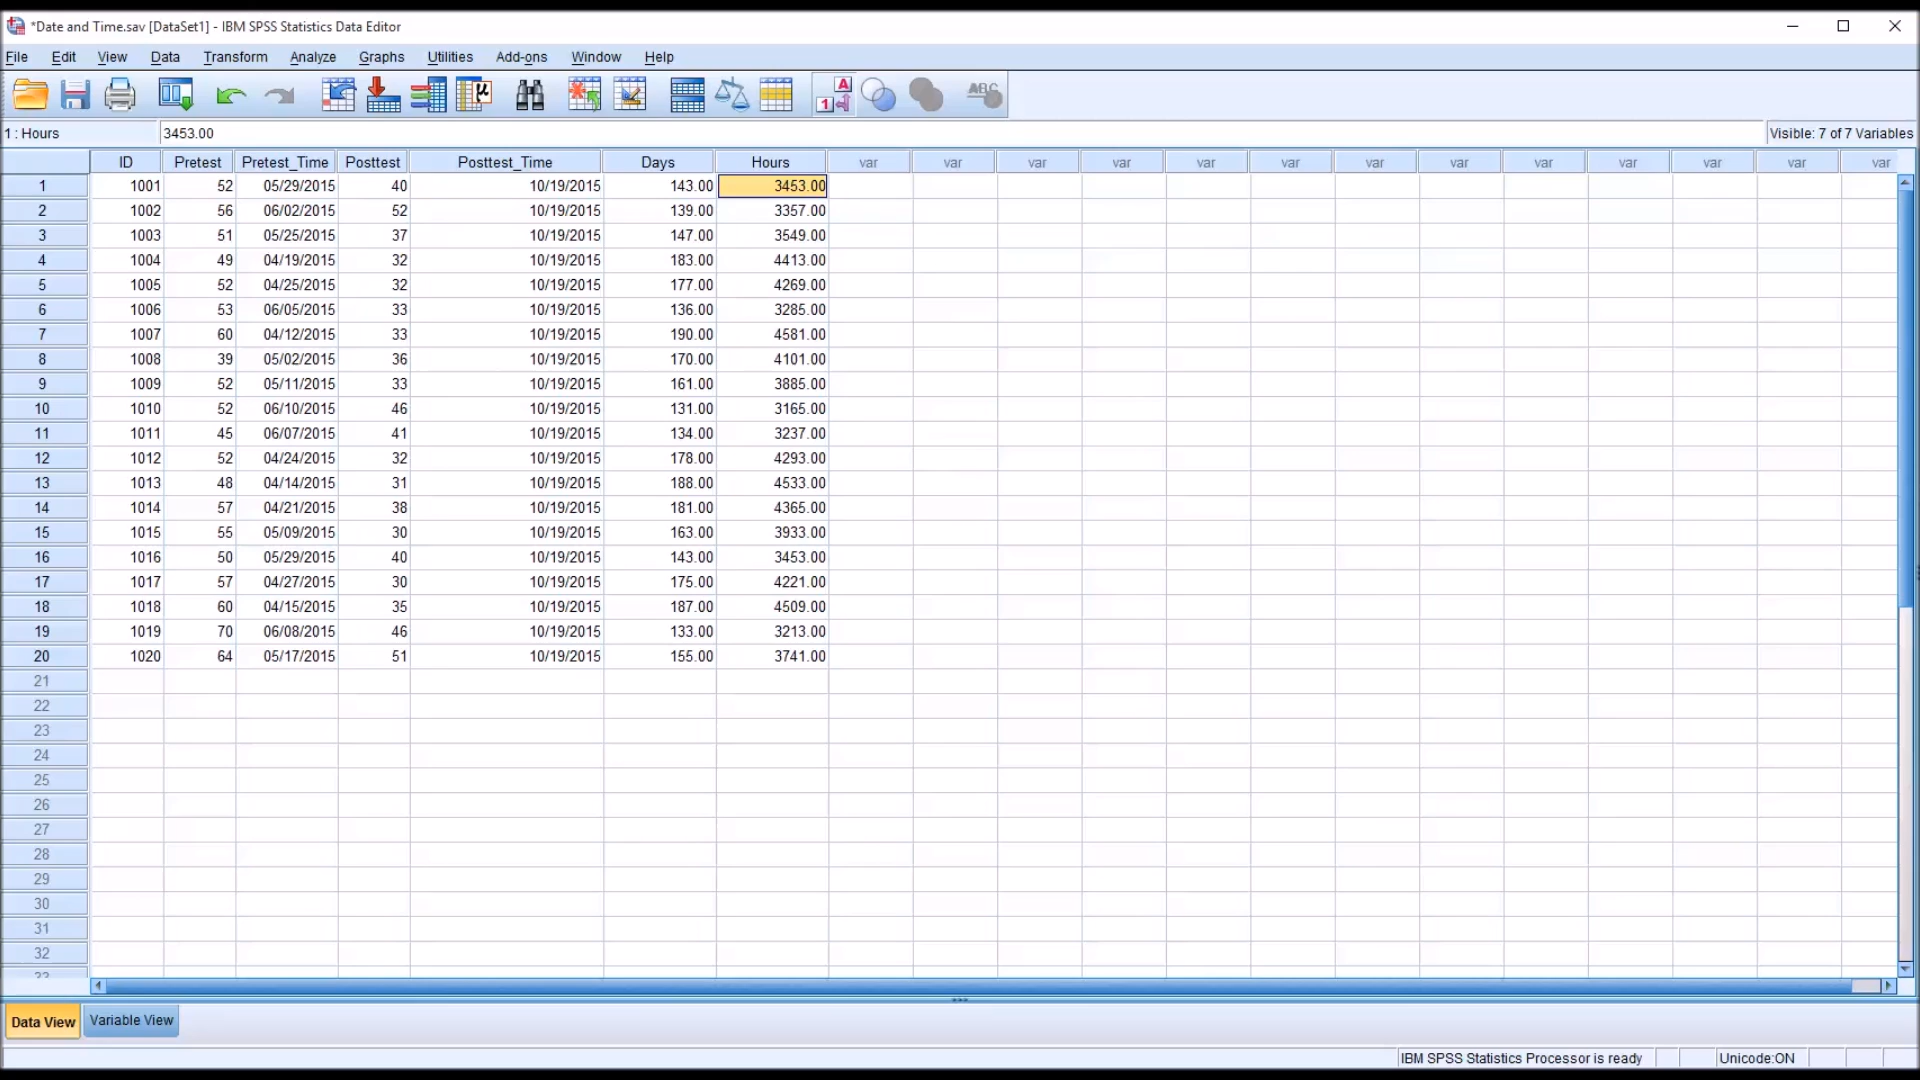 *Date and Time.sav [DataSet1] - IBM SPSS Statistics Data Editor
File Edit View Data Transform Analyze Graphs Utilities Add-ons Window Help
1 : Hours 3453.00 Visible: 7 of 7 Variables
ID Pretest Pretest_Time Posttest Posttest_Time Days Hours var var var var var var var var var var var var var
1 1001 52 05/29/2015 40 10/19/2015 143.00 3453.00
2 1002 56 06/02/2015 52 10/19/2015 139.00 3357.00
3 1003 51 05/25/2015 37 10/19/2015 147.00 3549.00
4 1004 49 04/19/2015 32 10/19/2015 183.00 4413.00
5 1005 52 04/25/2015 32 10/19/2015 177.00 4269.00
6 1006 53 06/05/2015 33 10/19/2015 136.00 3285.00
7 1007 60 04/12/2015 33 10/19/2015 190.00 4581.00
8 1008 39 05/02/2015 36 10/19/2015 170.00 4101.00
9 1009 52 05/11/2015 33 10/19/2015 161.00 3885.00
10 1010 52 06/10/2015 46 10/19/2015 131.00 3165.00
11 1011 45 06/07/2015 41 10/19/2015 134.00 3237.00
12 1012 52 04/24/2015 32 10/19/2015 178.00 4293.00
13 1013 48 04/14/2015 31 10/19/2015 188.00 4533.00
14 1014 57 04/21/2015 38 10/19/2015 181.00 4365.00
15 1015 55 05/09/2015 30 10/19/2015 163.00 3933.00
16 1016 50 05/29/2015 40 10/19/2015 143.00 3453.00
17 1017 57 04/27/2015 30 10/19/2015 175.00 4221.00
18 1018 60 04/15/2015 35 10/19/2015 187.00 4509.00
19 1019 70 06/08/2015 46 10/19/2015 133.00 3213.00
20 1020 64 05/17/2015 51 10/19/2015 155.00 3741.00
21
22
23
24
25
26
27
28
29
30
31
32
33
Data View Variable View
IBM SPSS Statistics Processor is ready Unicode:ON